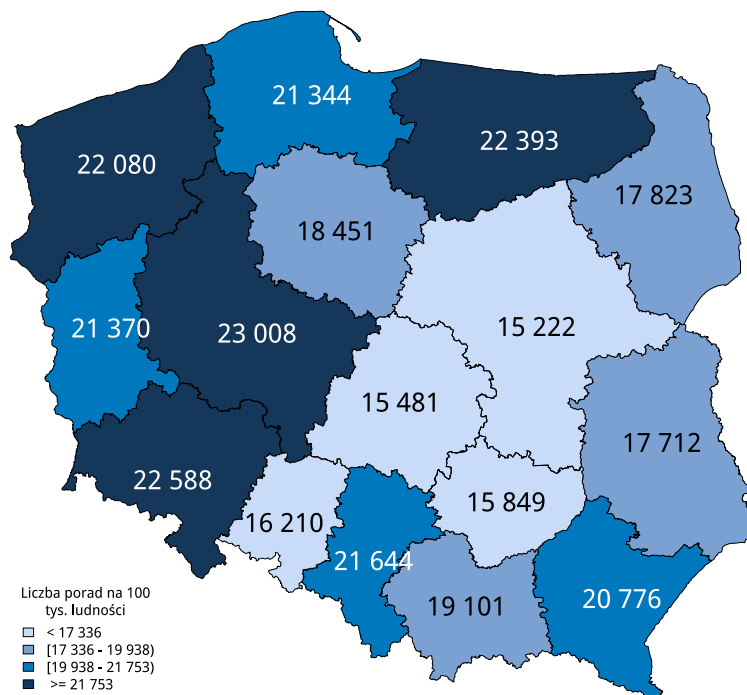 21 344
22 393
22 080
17 823
18 451
21 370
23 008
15 222
15 481
17 712
22 588
15 849
16 210
21 644
19 101
20 776
Liczba porad na 100
tys. ludności
< 17 336
[17 336 - 19 938)
[19 938 - 21 753)
>= 21 753